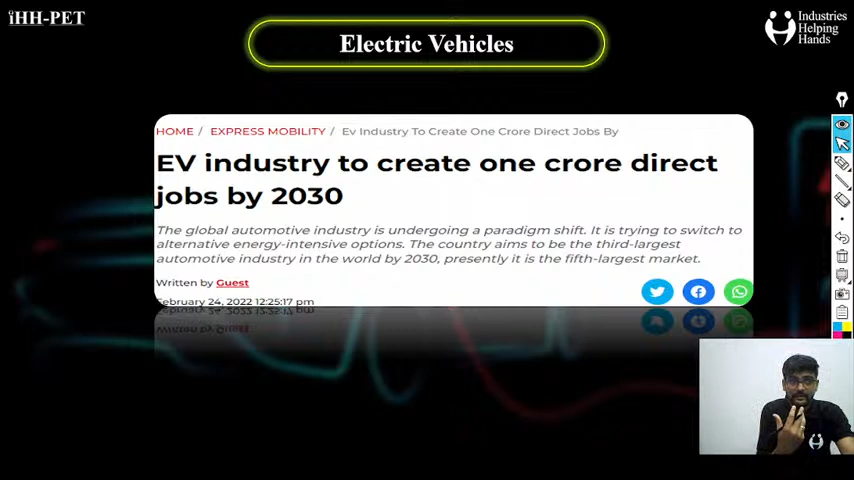 iHH-PET
Industries
Helping
Hands
Electric Vehicles
HOME / EXPRESS MOBILITY / Ev Industry To Create One Crore Direct Jobs By
EV industry to create one crore direct
jobs by 2030
The global automotive industry is undergoing a paradigm shift. It is trying to switch to
alternative energy-intensive options. The country aims to be the third-largest
automotive industry in the world by 2030, presently it is the fifth-largest market.
Written by Guest
February 24, 2022 12:25:17 pm